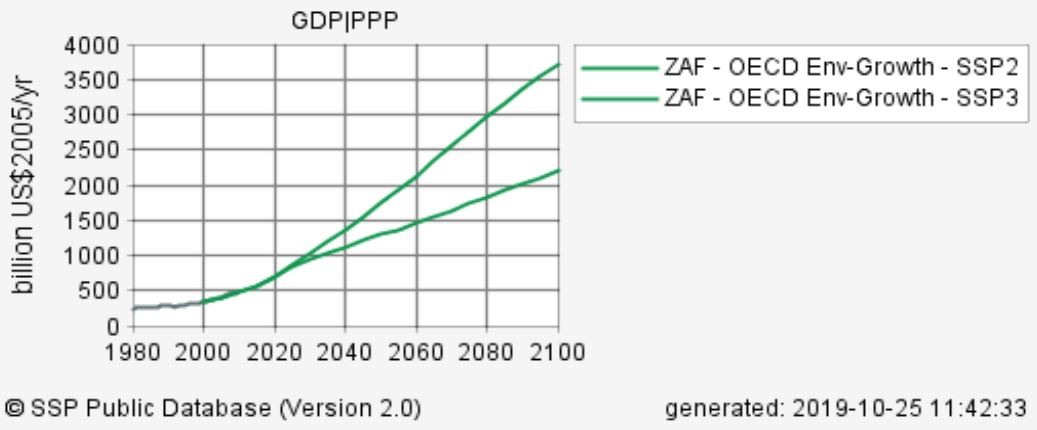 GDP|PPP
billion US$2005/yr
4000
3500
3000
2500
2000
1500
1000
500
0
1980 2000 2020 2040 2060 2080 2100
ZAF - OECD Env-Growth - SSP2
ZAF - OECD Env-Growth - SSP3
© SSP Public Database (Version 2.0)
generated: 2019-10-25 11:42:33